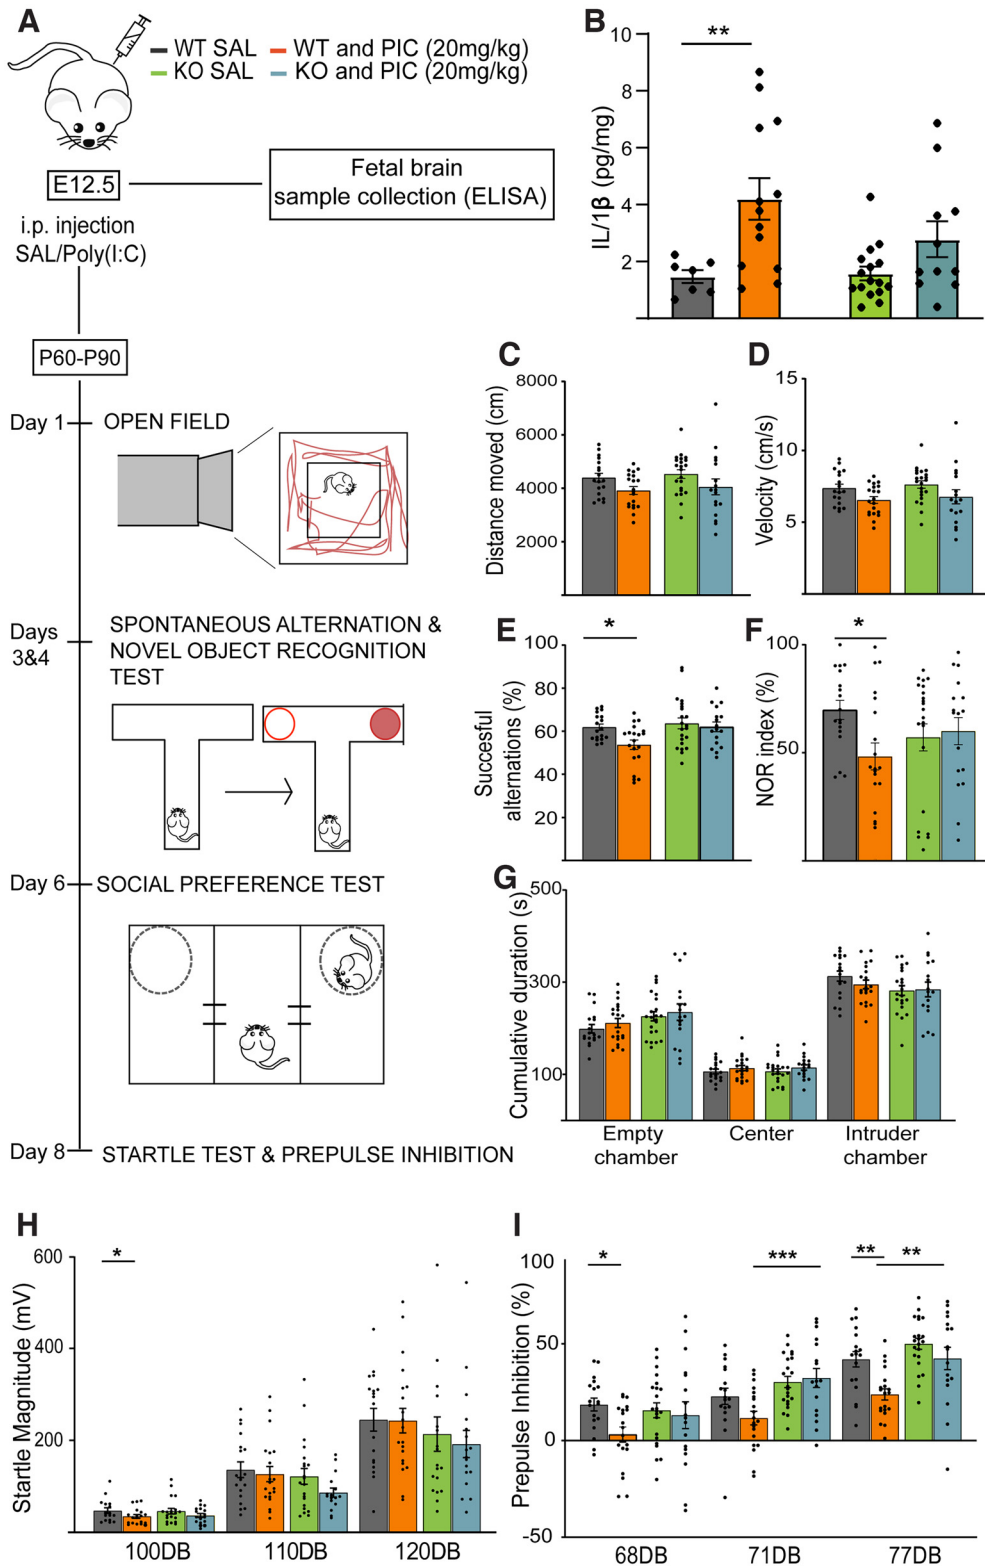 A
WT SAL
WT and PIC (20mg/kg)
KO SAL
KO and PIC (20mg/kg)
E12.5
Fetal brain
sample collection (ELISA)
i.p. injection
SAL/Poly(I:C)
P60-P90
Day 1
OPEN FIELD
Days
3&4
SPONTANEOUS ALTERNATION &
NOVEL OBJECT RECOGNITION
TEST
Day 6
SOCIAL PREFERENCE TEST
Day 8
STARTLE TEST & PREPULSE INHIBITION
B
IL/1β (pg/mg)
10
8
6
4
2
**
C
Distance moved (cm)
8000
6000
4000
2000
D
Velocity (cm/s)
15
10
5
E
Succesful
alternations (%)
100
80
60
40
20
*
F
NOR index (%)
100
50
*
G
Cumulative duration (s)
500
300
100
Empty
chamber
Center
Intruder
chamber
H
Startle Magnitude (mV)
600
400
200
*
100DB
110DB
120DB
I
Prepulse Inhibition (%)
100
50
0
-50
*
***
**
**
68DB
71DB
77DB